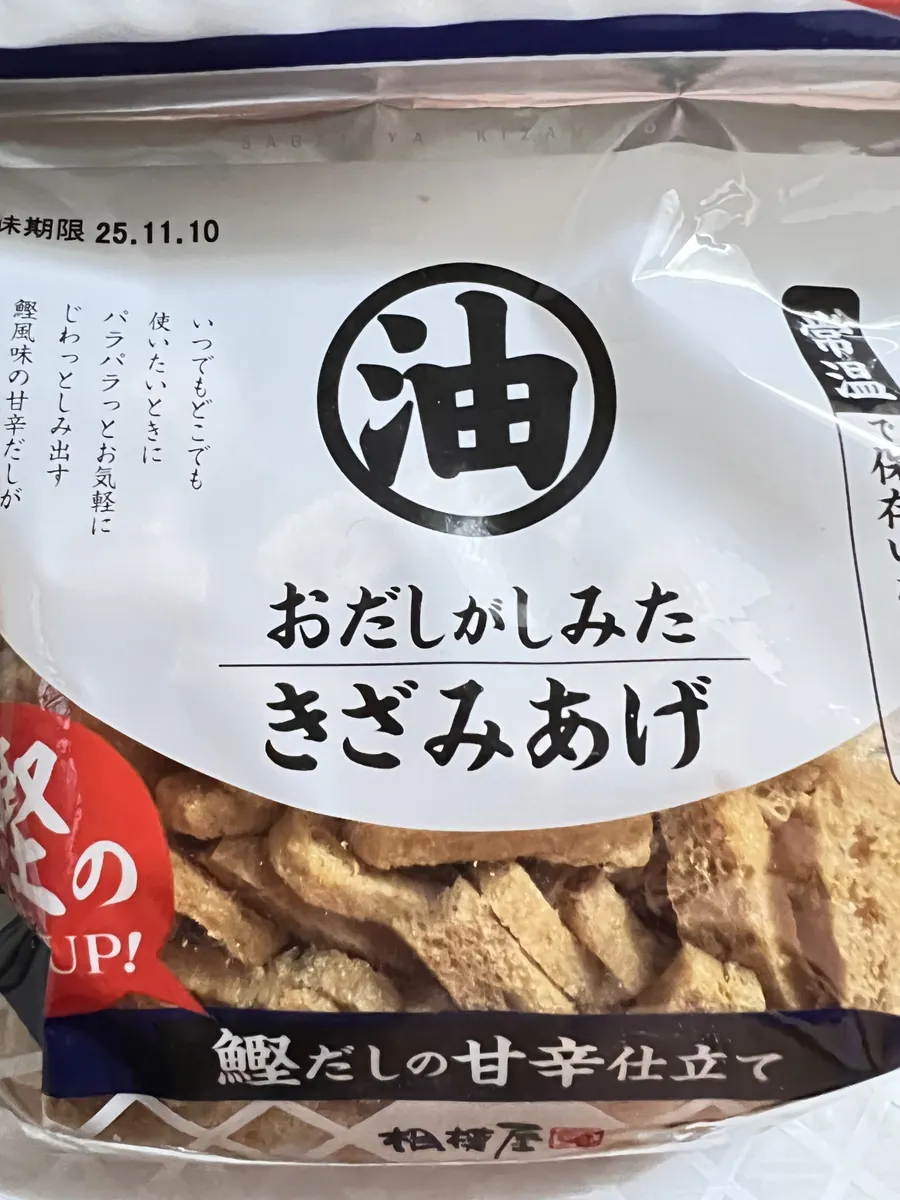 味期限 25.11.10
いつでもどこでも
使いたいときに
パラパラっとお気軽に
じわっとしみ出す
鰹風味の甘辛だしが
油
常温
で保存い
おだしがしみた
きざみあげ
鰹の
UP!
鰹だしの甘辛仕立て
相模屋